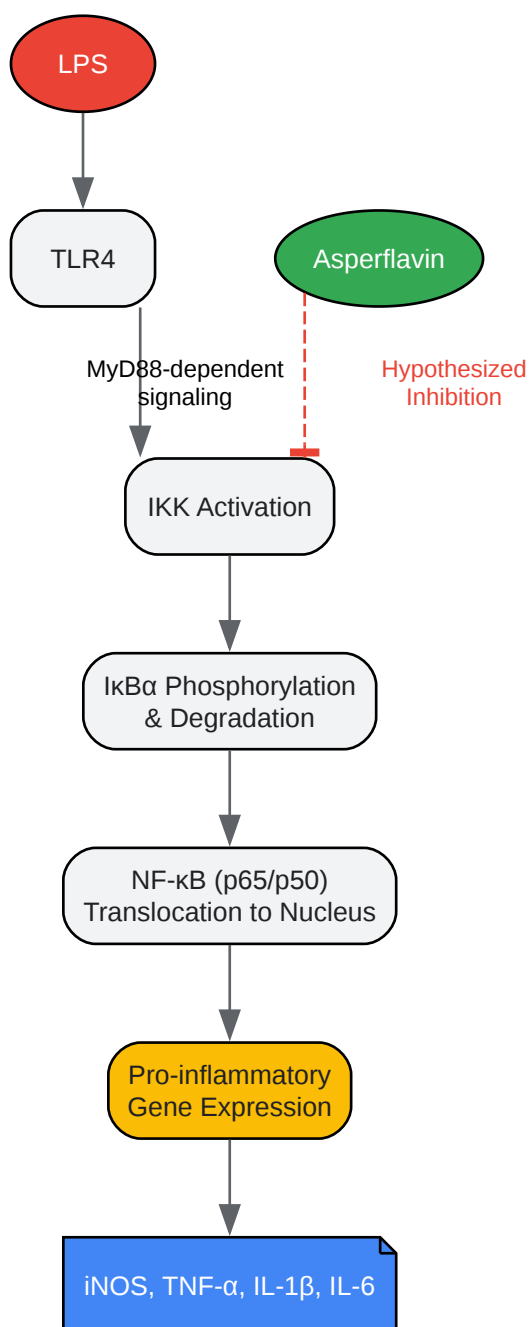 LPS
TLR4
Asperflavin
MyD88-dependent
signaling
Hypothesized
Inhibition
IKK Activation
IκBα Phosphorylation
& Degradation
NF-κB (p65/p50)
Translocation to Nucleus
Pro-inflammatory
Gene Expression
iNOS, TNF-α, IL-1β, IL-6